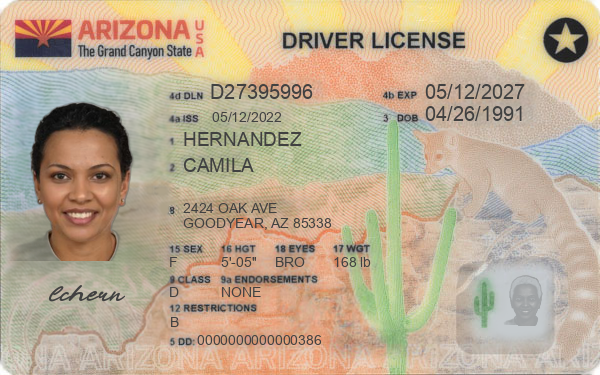 ARIZONA USA
The Grand Canyon State
DRIVER LICENSE
4d DLN D27395996
4b EXP 05/12/2027
4a ISS 05/12/2022
3 DOB 04/26/1991
1 HERNANDEZ
2 CAMILA
8 2424 OAK AVE
GOODYEAR, AZ 85338
15 SEX 16 HGT 18 EYES 17 WGT
F 5'-05" BRO 168 lb
9 CLASS 9a ENDORSEMENTS
D NONE
12 RESTRICTIONS
B
5 DD: 0000000000000386
lchern
ARIZONA ARIZONA ARIZONA ARIZONA